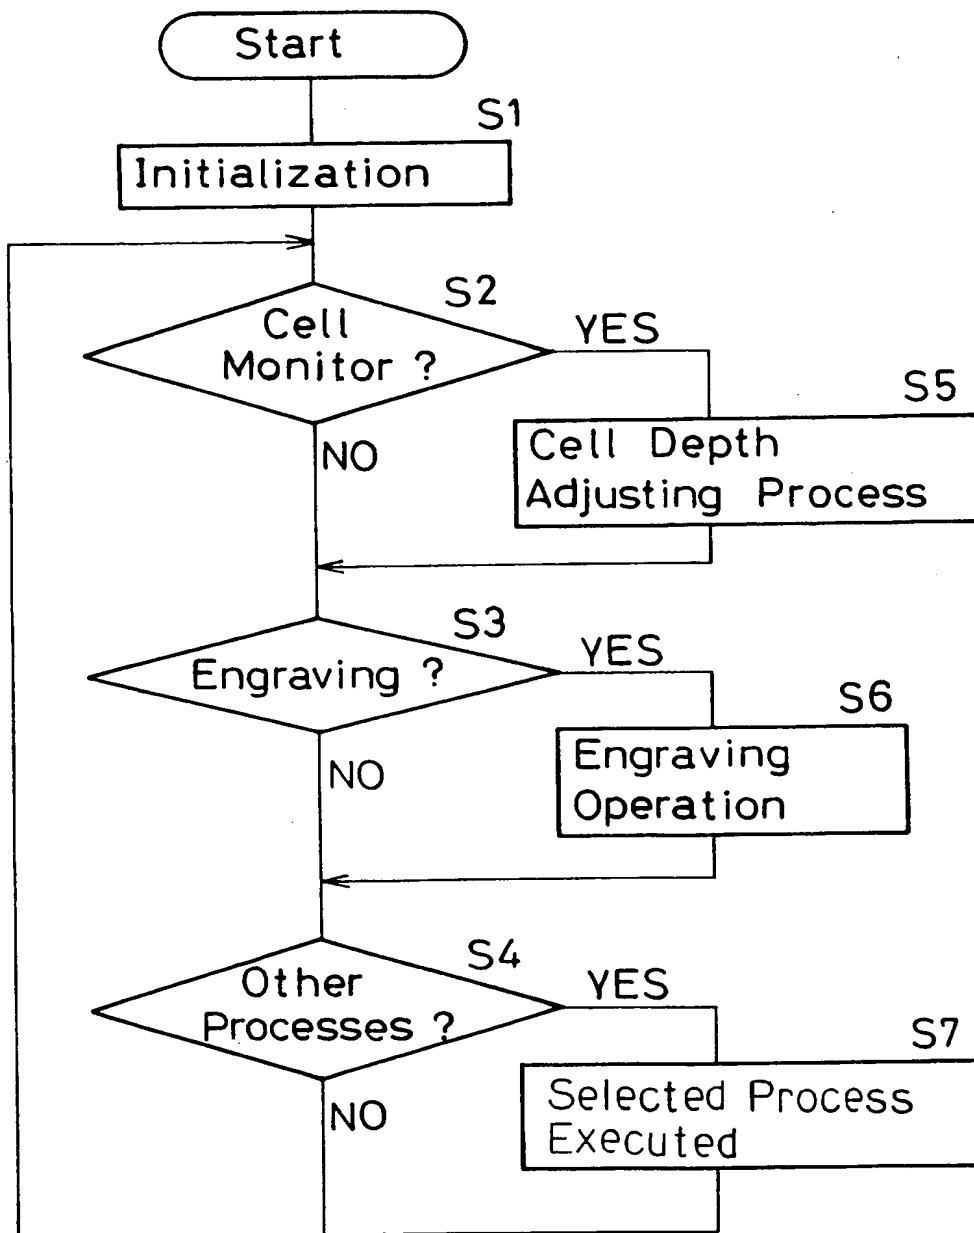 Start
S1
Initialization
S2
Cell
Monitor ?
YES
NO
S5
Cell Depth
Adjusting Process
S3
Engraving ?
YES
NO
S6
Engraving
Operation
S4
Other
Processes ?
YES
NO
S7
Selected Process
Executed